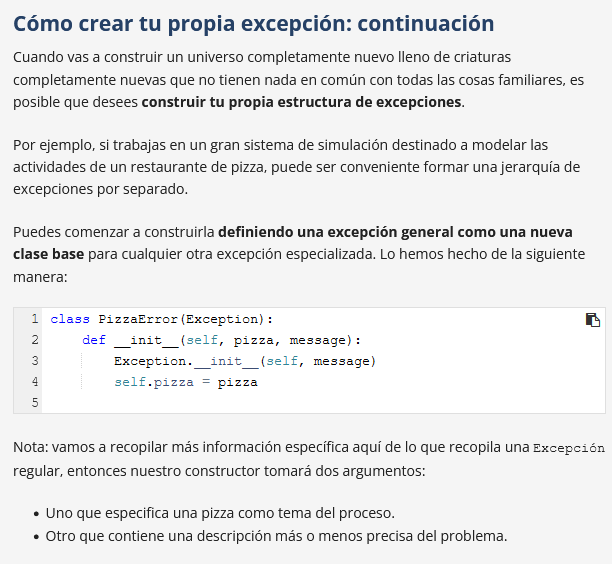 Cómo crear tu propia excepción: continuación
Cuando vas a construir un universo completamente nuevo lleno de criaturas
completamente nuevas que no tienen nada en común con todas las cosas familiares, es
posible que desees construir tu propia estructura de excepciones.
Por ejemplo, si trabajas en un gran sistema de simulación destinado a modelar las
actividades de un restaurante de pizza, puede ser conveniente formar una jerarquía de
excepciones por separado.
Puedes comenzar a construirla definiendo una excepción general como una nueva
clase base para cualquier otra excepción especializada. Lo hemos hecho de la siguiente
manera:
1 class PizzaError(Exception):
2     def __init__(self, pizza, message):
3         Exception.__init__(self, message)
4         self.pizza = pizza
5
Nota: vamos a recopilar más información específica aquí de lo que recopila una Excepción
regular, entonces nuestro constructor tomará dos argumentos:
• Uno que especifica una pizza como tema del proceso.
• Otro que contiene una descripción más o menos precisa del problema.